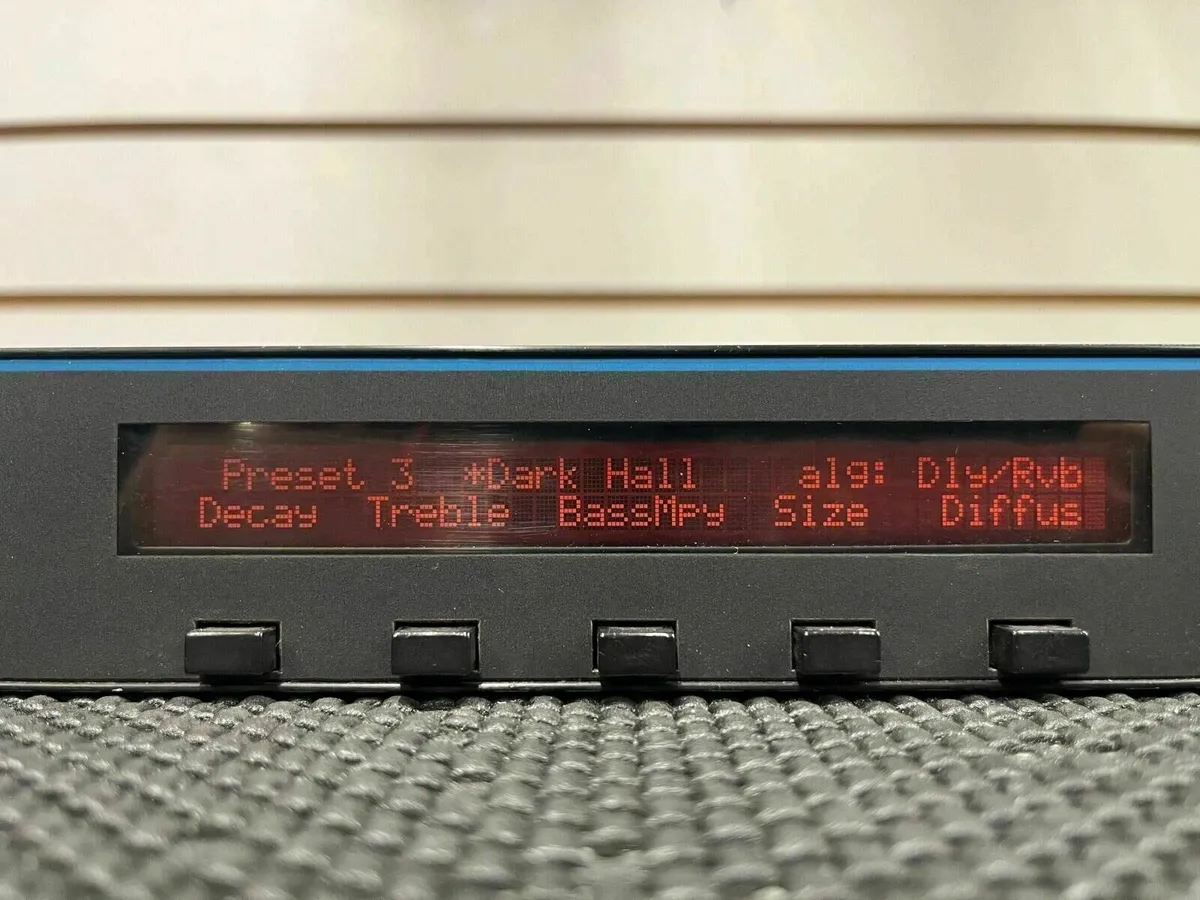 Preset 3 *Dark Hall alg: Dly/Rvb
Decay Treble BassMpy Size Diffus